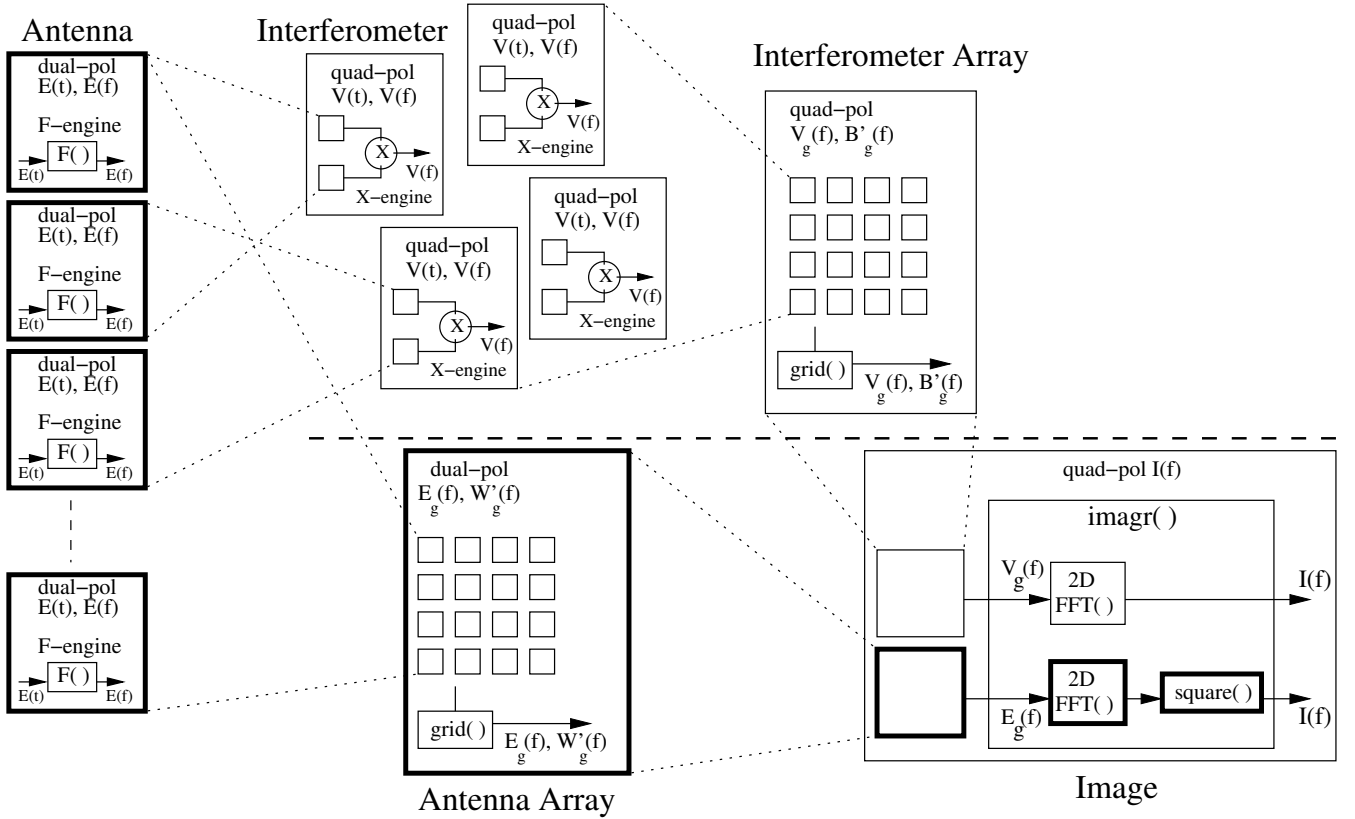 Antenna
dual−pol
E(t), E(f)
F−engine
F( )
E(t)
E(f)
dual−pol
E(t), E(f)
F−engine
F( )
E(t)
E(f)
dual−pol
E(t), E(f)
F−engine
F( )
E(t)
E(f)
dual−pol
E(t), E(f)
F−engine
F( )
E(t)
E(f)
Interferometer
quad−pol
V(t), V(f)
X
V(f)
X−engine
quad−pol
V(t), V(f)
X
V(f)
X−engine
quad−pol
V(t), V(f)
X
V(f)
X−engine
quad−pol
V(t), V(f)
X
V(f)
X−engine
Interferometer Array
quad−pol
V_g(f), B'_g(f)
grid( )
V_g(f), B'_g(f)
dual−pol
E_g(f), W'_g(f)
grid( )
E_g(f), W'_g(f)
Antenna Array
quad−pol I(f)
imagr( )
V_g(f)
2D
FFT( )
I(f)
E_g(f)
2D
FFT( )
square( )
I(f)
Image